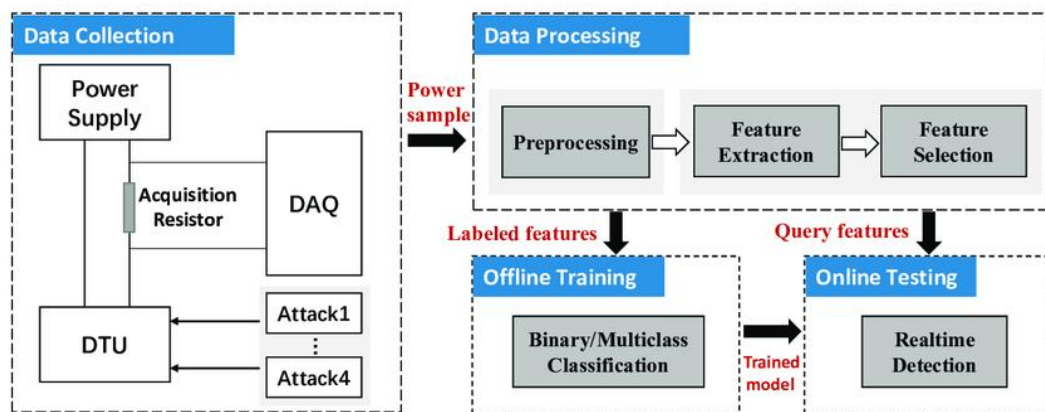 Data Collection
Power
Supply
Acquisition
Resistor
DAQ
DTU
Attack1
Attack4
Power
sample
Data Processing
Preprocessing
Feature
Extraction
Feature
Selection
Labeled features
Query features
Offline Training
Binary/Multiclass
Classification
Trained
model
Online Testing
Realtime
Detection